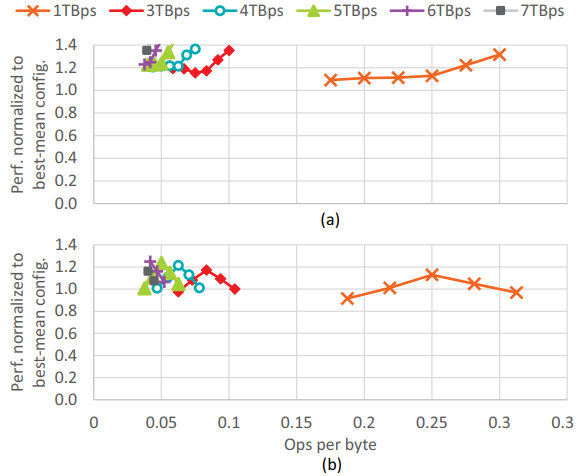 1TBps 3TBps 4TBps 5TBps 6TBps 7TBps
Perf. normalized to
best-mean config.
1.4
1.2
1.0
0.8
0.6
0.4
0.2
0.0
(a)
Perf. normalized to
best-mean config.
1.4
1.2
1.0
0.8
0.6
0.4
0.2
0.0
0 0.05 0.1 0.15 0.2 0.25 0.3 0.3
Ops per byte
(b)